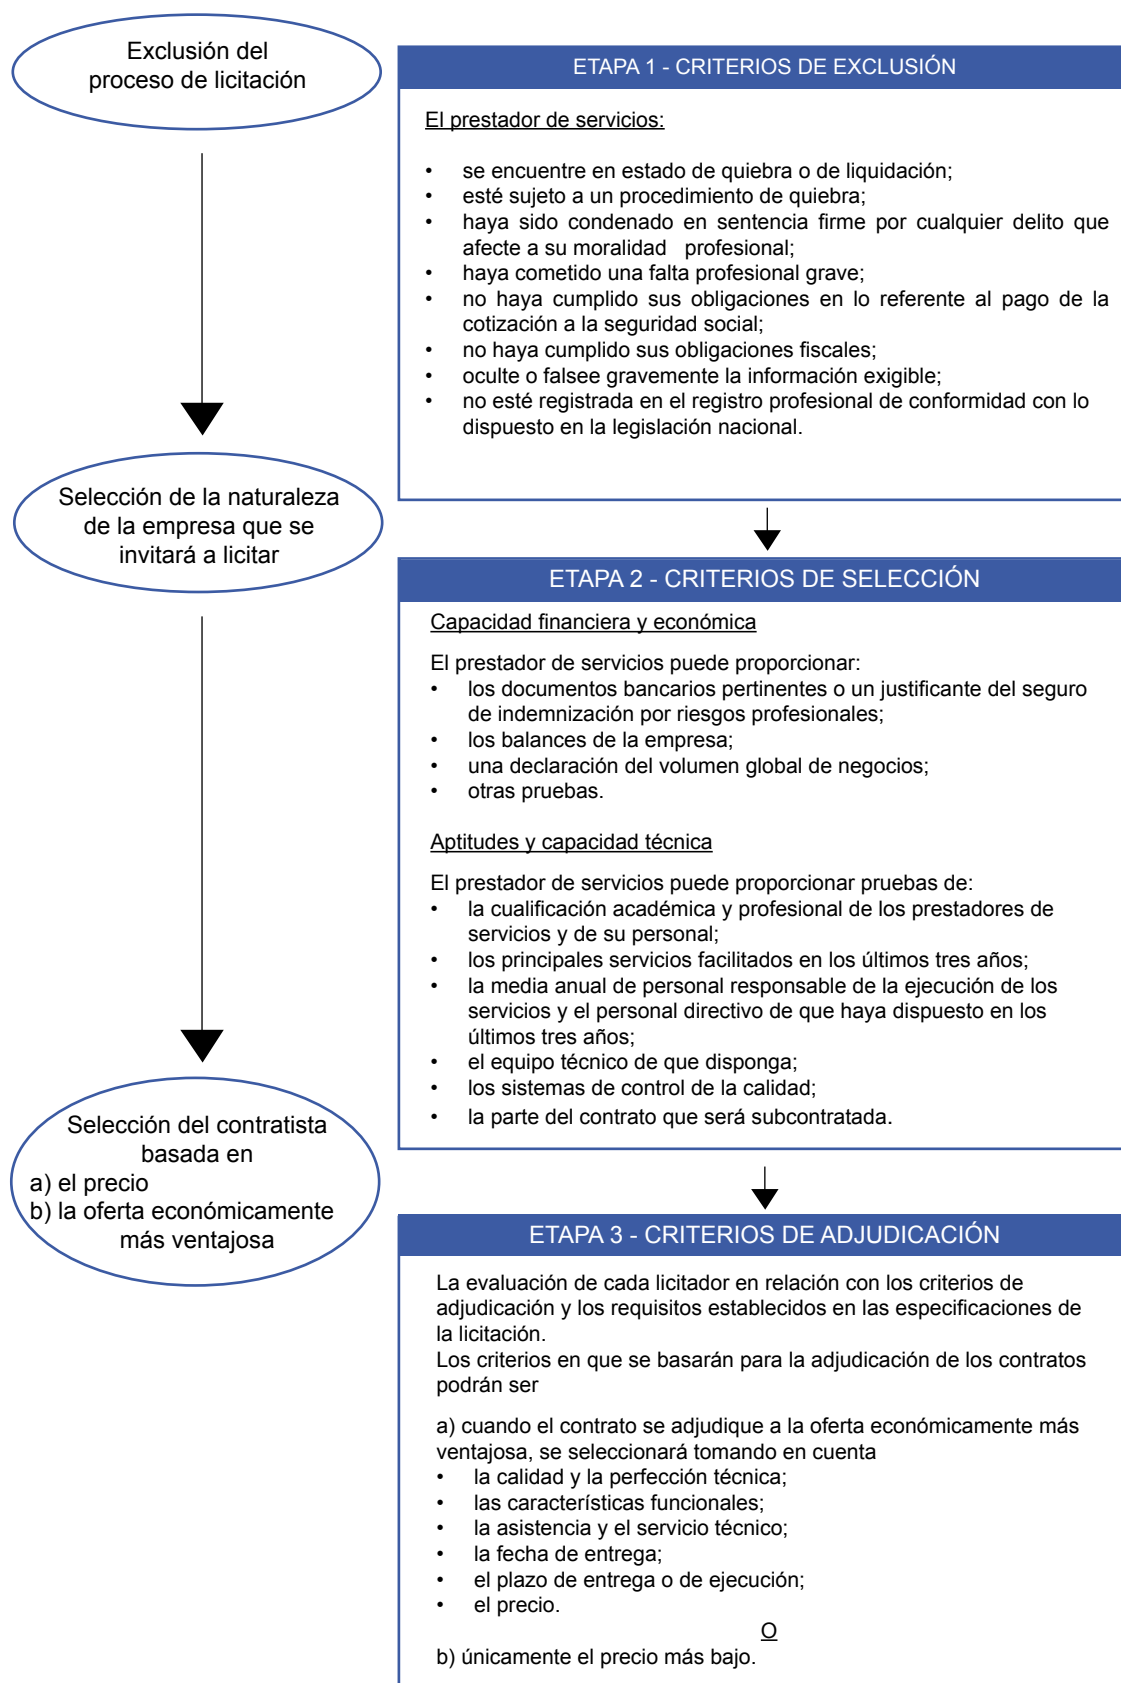 Exclusión del
proceso de licitación
ETAPA 1 - CRITERIOS DE EXCLUSIÓN
El prestador de servicios:
• se encuentre en estado de quiebra o de liquidación;
• esté sujeto a un procedimiento de quiebra;
• haya sido condenado en sentencia firme por cualquier delito que
afecte a su moralidad profesional;
• haya cometido una falta profesional grave;
• no haya cumplido sus obligaciones en lo referente al pago de la
cotización a la seguridad social;
• no haya cumplido sus obligaciones fiscales;
• oculte o falsee gravemente la información exigible;
• no esté registrada en el registro profesional de conformidad con lo
dispuesto en la legislación nacional.
Selección de la naturaleza
de la empresa que se
invitará a licitar
ETAPA 2 - CRITERIOS DE SELECCIÓN
Capacidad financiera y económica
El prestador de servicios puede proporcionar:
• los documentos bancarios pertinentes o un justificante del seguro
de indemnización por riesgos profesionales;
• los balances de la empresa;
• una declaración del volumen global de negocios;
• otras pruebas.
Aptitudes y capacidad técnica
El prestador de servicios puede proporcionar pruebas de:
• la cualificación académica y profesional de los prestadores de
servicios y de su personal;
• los principales servicios facilitados en los últimos tres años;
• la media anual de personal responsable de la ejecución de los
servicios y el personal directivo de que haya dispuesto en los
últimos tres años;
• el equipo técnico de que disponga;
• los sistemas de control de la calidad;
• la parte del contrato que será subcontratada.
Selección del contratista
basada en
a) el precio
b) la oferta económicamente
más ventajosa
ETAPA 3 - CRITERIOS DE ADJUDICACIÓN
La evaluación de cada licitador en relación con los criterios de
adjudicación y los requisitos establecidos en las especificaciones de
la licitación.
Los criterios en que se basarán para la adjudicación de los contratos
podrán ser
a) cuando el contrato se adjudique a la oferta económicamente más
ventajosa, se seleccionará tomando en cuenta
• la calidad y la perfección técnica;
• las características funcionales;
• la asistencia y el servicio técnico;
• la fecha de entrega;
• el plazo de entrega o de ejecución;
• el precio.
O
b) únicamente el precio más bajo.